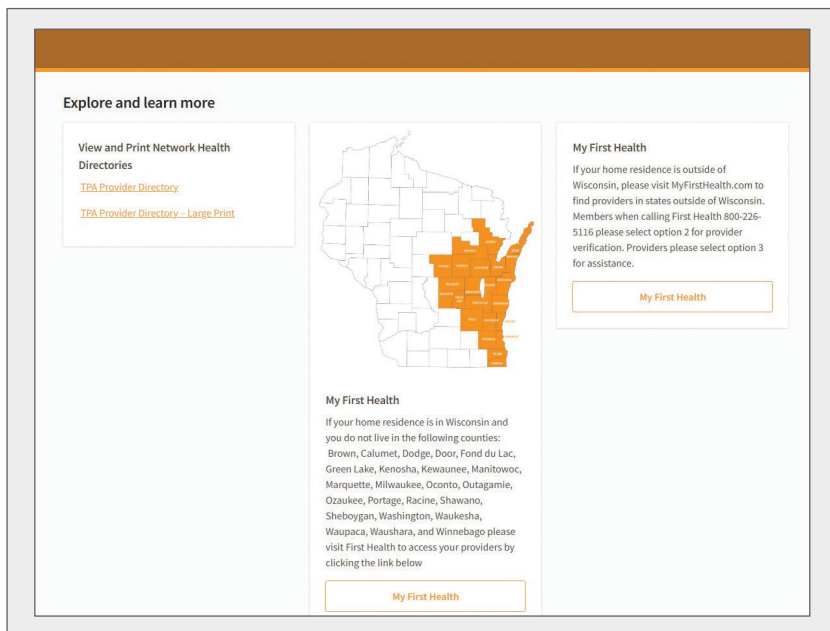 Explore and learn more
View and Print Network Health
Directories
TPA Provider Directory
TPA Provider Directory – Large Print
My First Health
If your home residence is in Wisconsin and
you do not live in the following counties:
Brown, Calumet, Dodge, Door, Fond du Lac,
Green Lake, Kenosha, Kewaunee, Manitowoc,
Marquette, Milwaukee, Oconto, Outagamie,
Ozaukee, Portage, Racine, Shawano,
Sheboygan, Washington, Waukesha,
Waupaca, Waushara, and Winnebago please
visit First Health to access your providers by
clicking the link below
My First Health
My First Health
If your home residence is outside of
Wisconsin, please visit MyFirstHealth.com to
find providers in states outside of Wisconsin.
Members when calling First Health 800-226-
5116 please select option 2 for provider
verification. Providers please select option 3
for assistance.
My First Health